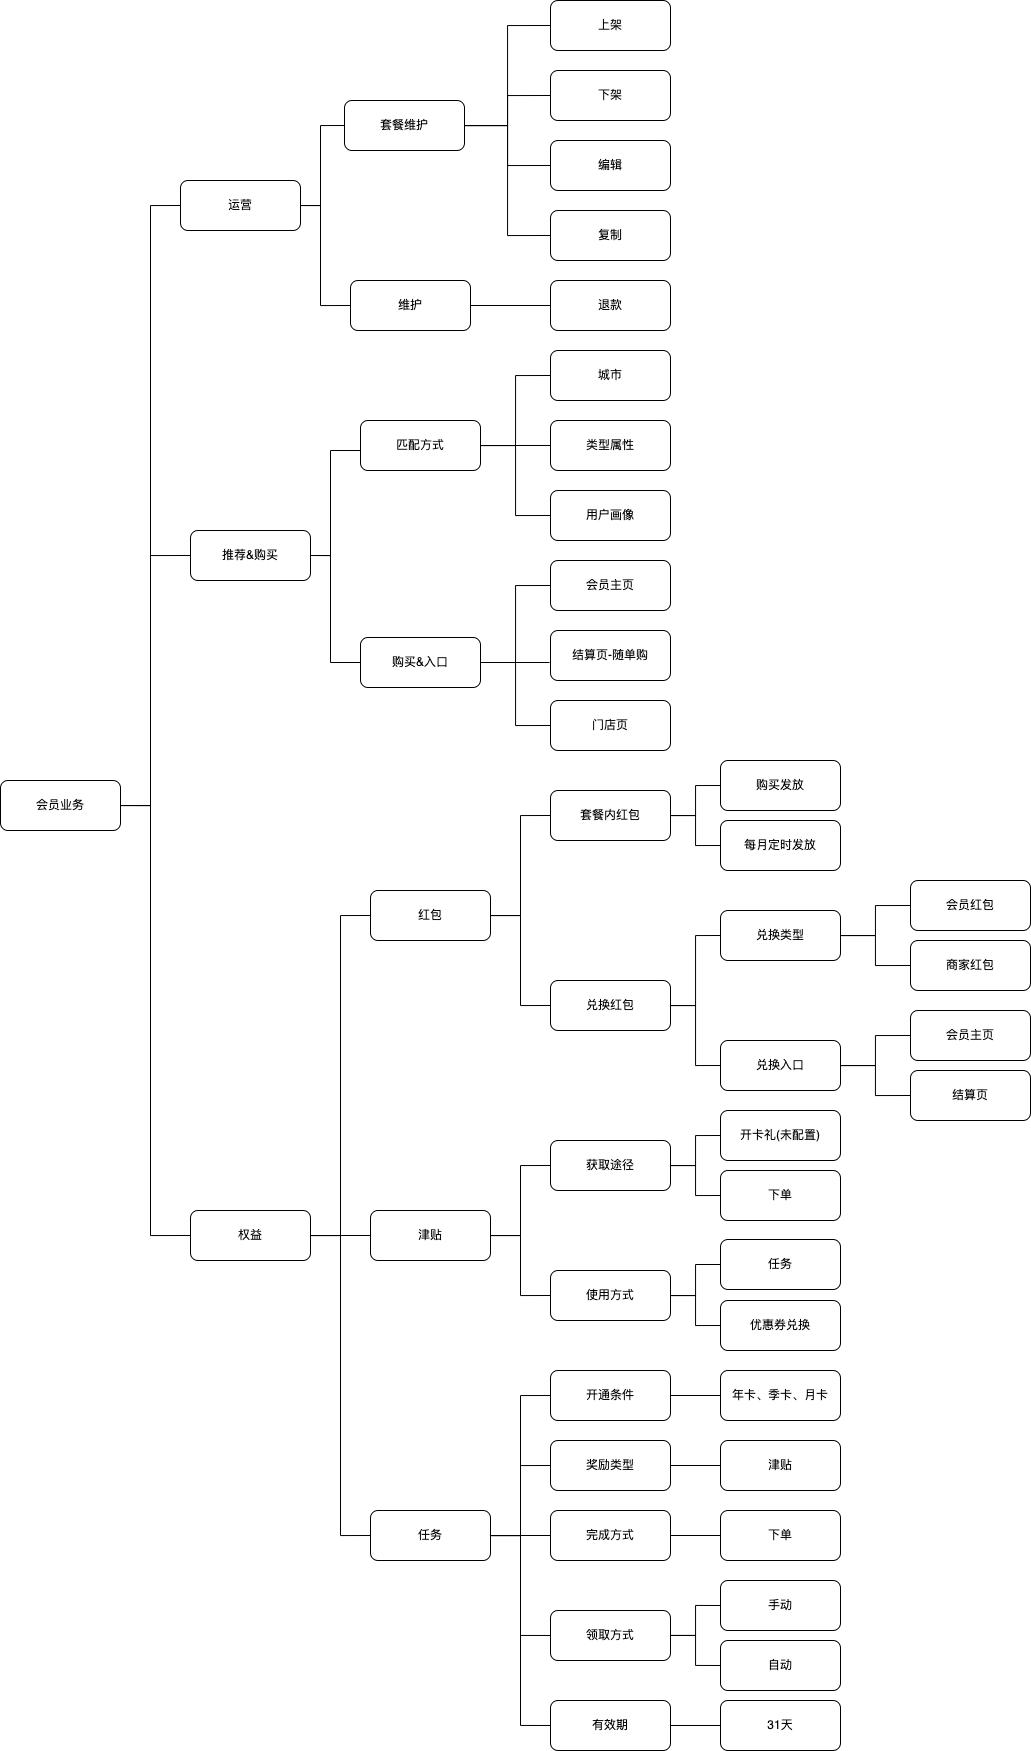 上架
下架
套餐维护
编辑
运营
复制
维护
退款
城市
匹配方式
类型属性
用户画像
推荐&购买
会员主页
购买&入口
结算页-随单购
门店页
会员业务
购买发放
套餐内红包
每月定时发放
红包
会员红包
兑换类型
商家红包
兑换红包
会员主页
兑换入口
结算页
开卡礼(未配置)
获取途径
下单
权益
津贴
任务
使用方式
优惠券兑换
开通条件
年卡、季卡、月卡
奖励类型
津贴
任务
完成方式
下单
手动
领取方式
自动
有效期
31天